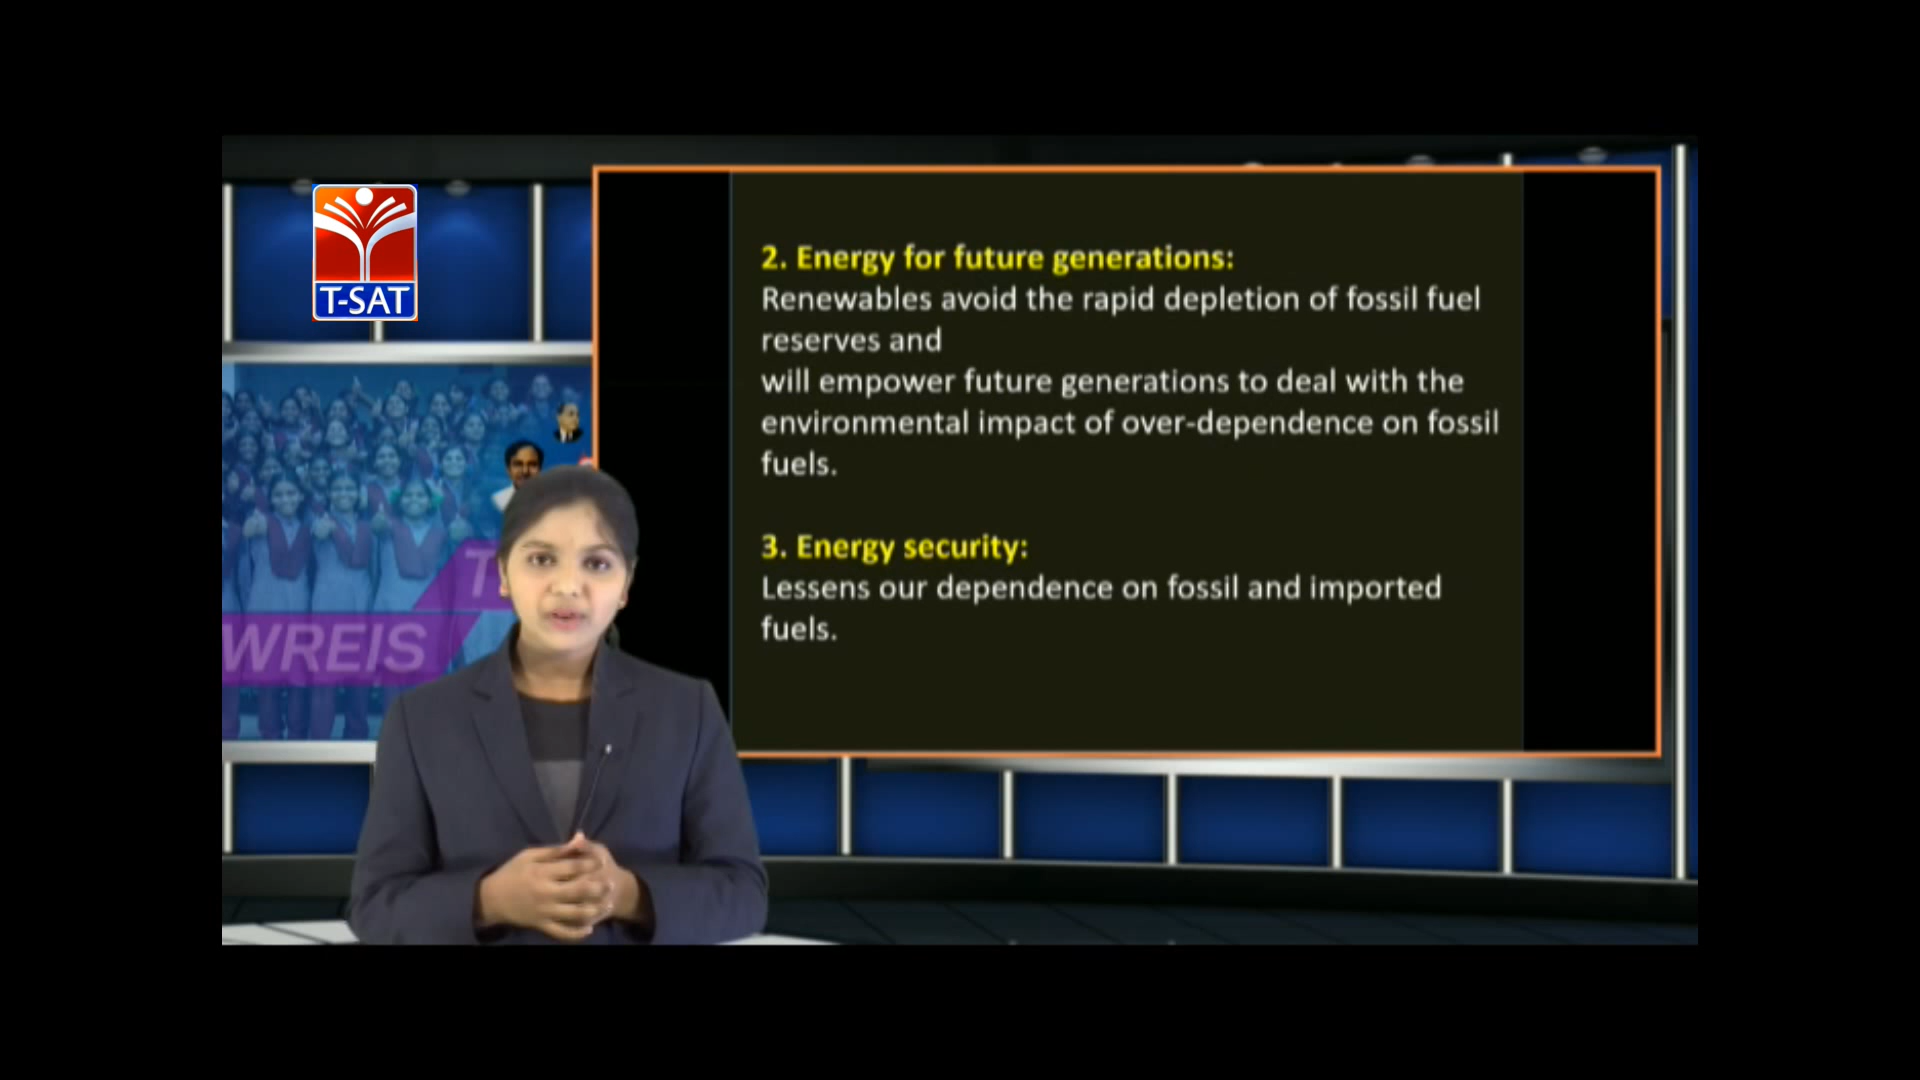 T-SAT
2. Energy for future generations:
Renewables avoid the rapid depletion of fossil fuel
reserves and
will empower future generations to deal with the
environmental impact of over-dependence on fossil
fuels.
3. Energy security:
Lessens our dependence on fossil and imported
fuels.
T
WREIS